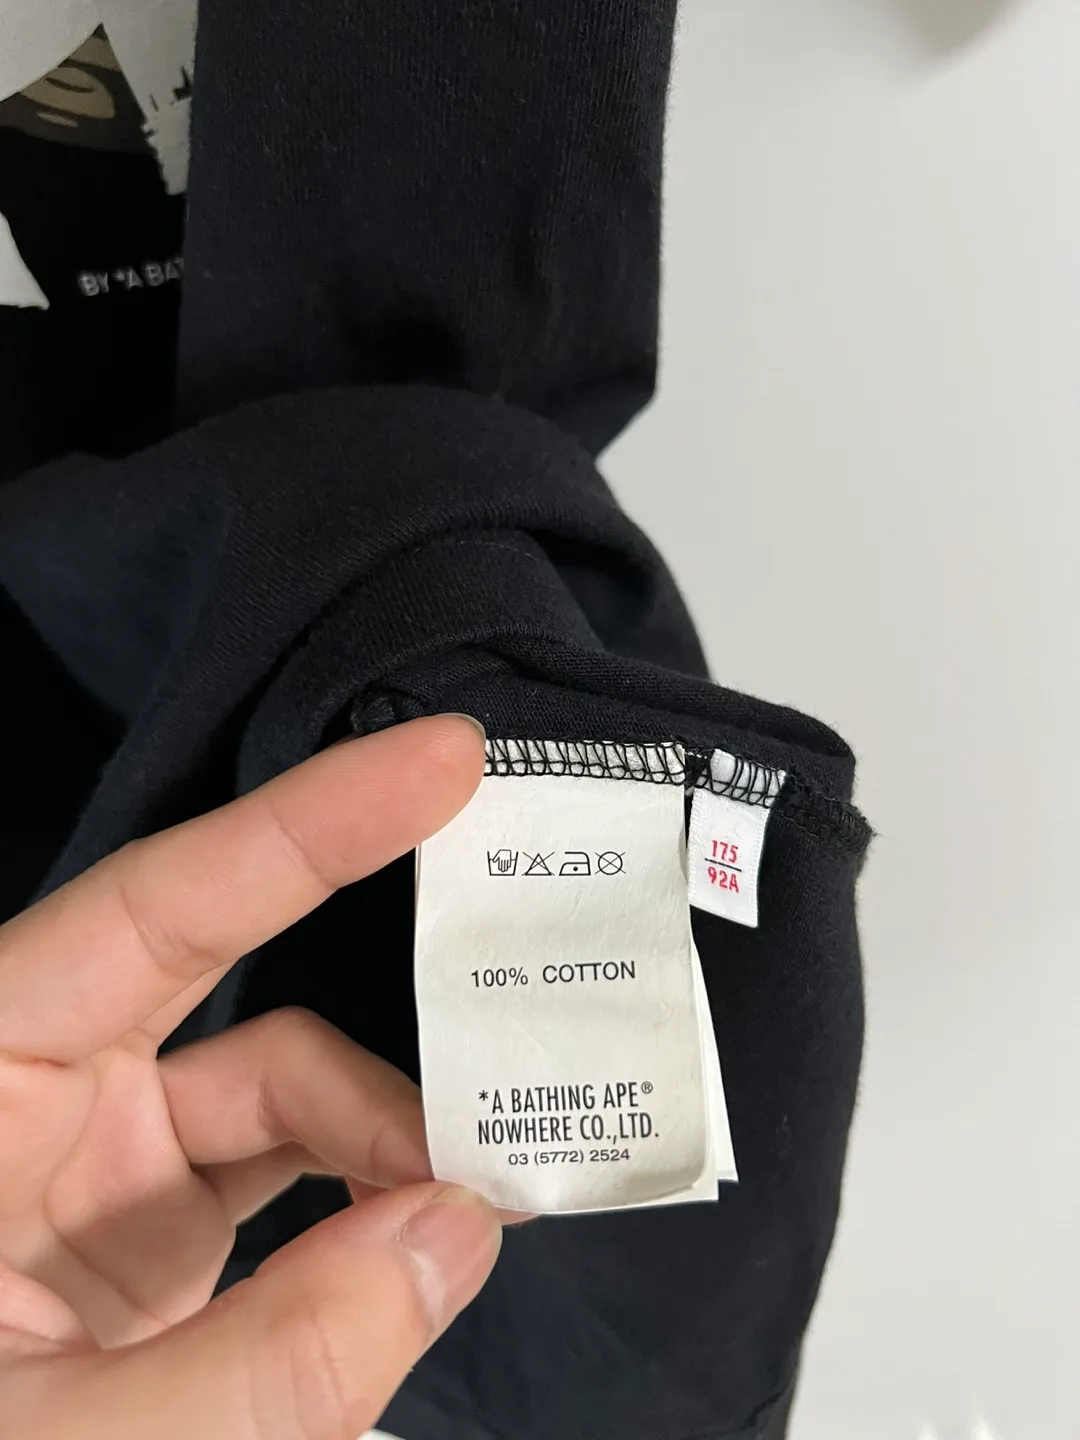 BY *A BAT
175
92A
100% COTTON
*A BATHING APE®
NOWHERE CO.,LTD.
03 (5772) 2524